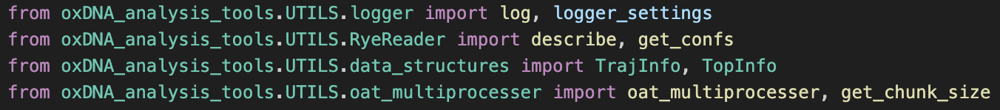 from oxDNA_analysis_tools.UTILS.logger import log, logger_settings
from oxDNA_analysis_tools.UTILS.RyeReader import describe, get_confs
from oxDNA_analysis_tools.UTILS.data_structures import TrajInfo, TopInfo
from oxDNA_analysis_tools.UTILS.oat_multiprocesser import oat_multiprocesser, get_chunk_size